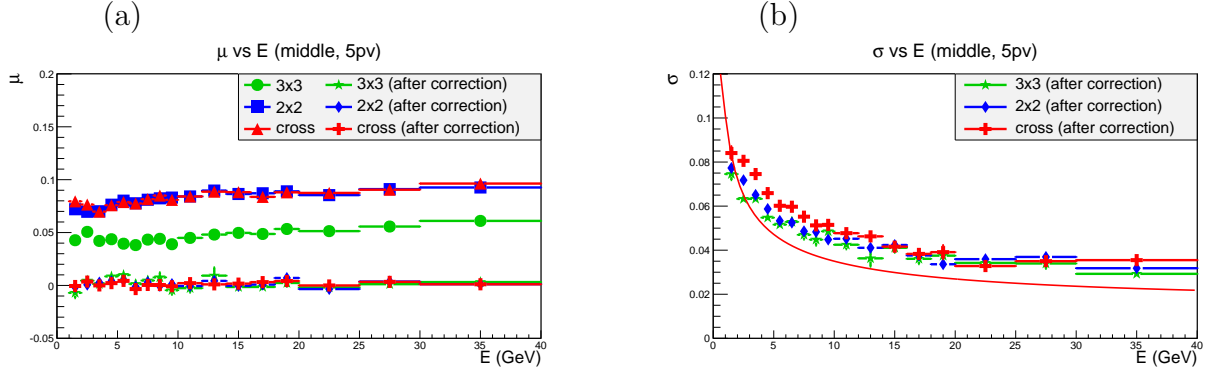 (a)
μ vs E (middle, 5pv)
μ
0.2
0.15
0.1
0.05
0
-0.05
3x3
3x3 (after correction)
2x2
2x2 (after correction)
cross
cross (after correction)
0 5 10 15 20 25 30 35 40
E (GeV)
(b)
σ vs E (middle, 5pv)
σ
0.12
0.1
0.08
0.06
0.04
0.02
0
3x3 (after correction)
2x2 (after correction)
cross (after correction)
0 5 10 15 20 25 30 35 40
E (GeV)